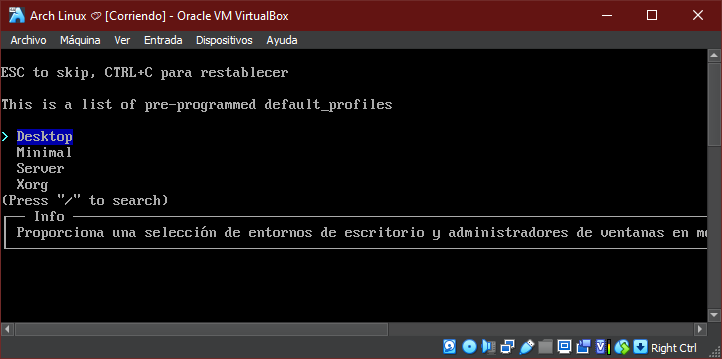 Arch Linux [Corriendo] - Oracle VM VirtualBox
Archivo Máquina Ver Entrada Dispositivos Ayuda
ESC to skip, CTRL+C para restablecer
This is a list of pre-programmed default_profiles
> Desktop
Minimal
Server
Xorg
(Press "/" to search)
Info
Proporciona una selección de entornos de escritorio y administradores de ventanas en m
Right Ctrl